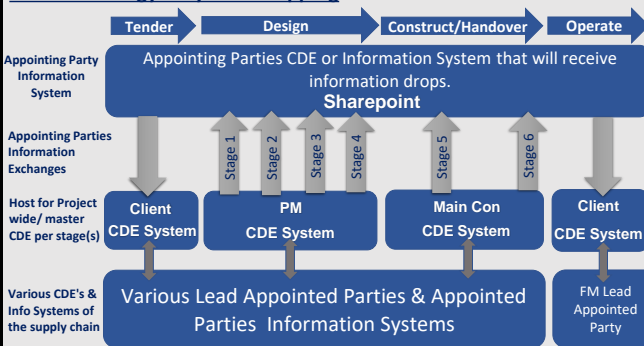 Tender
Design
Construct/Handover
Operate
Appointing Party
Information
System
Appointing Parties CDE or Information System that will receive
information drops.
Sharepoint
Appointing Parties
Information
Exchanges
Stage 1
Stage 2
Stage 3
Stage 4
Stage 5
Stage 6
Host for Project
wide/ master
CDE per stage(s)
Client
CDE System
PM
CDE System
Main Con
CDE System
Client
CDE System
Various CDE's &
Info Systems of
the supply chain
Various Lead Appointed Parties & Appointed
Parties Information Systems
FM Lead
Appointed
Party